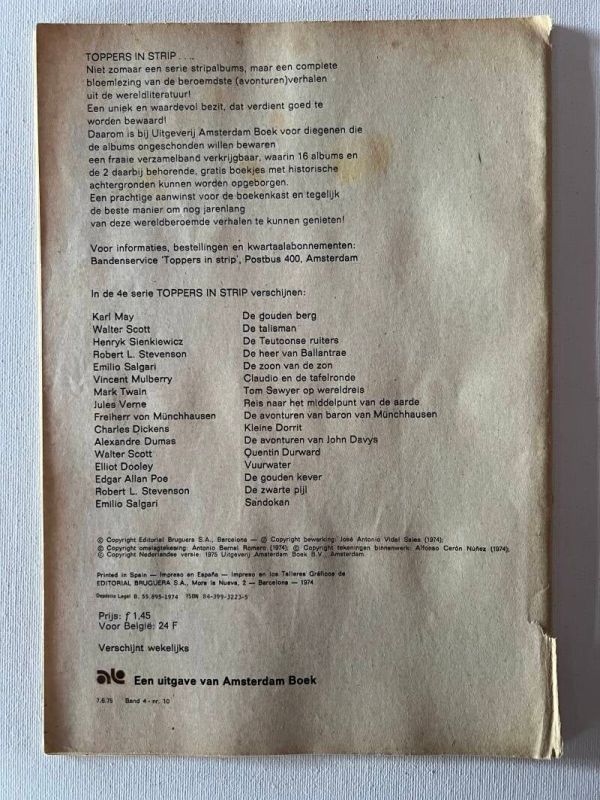 TOPPERS IN STRIP ....
Niet zomaar een serie stripalbums, maar een complete
bloemlezing van de beroemdste (avonturen)verhalen
uit de wereldliteratuur!
Een uniek en waardevol bezit, dat verdient goed te
worden bewaard!
Daarom is bij Uitgeverij Amsterdam Boek voor diegenen die
de albums ongeschonden willen bewaren
een fraaie verzamelband verkrijgbaar, waarin 16 albums en
de 2 daarbij behorende, gratis boekjes met historische
achtergronden kunnen worden opgeborgen.
Een prachtige aanwinst voor de boekenkast en tegelijk
de beste manier om nog jarenlang
van deze wereldberoemde verhalen te kunnen genieten!
Voor informaties, bestellingen en kwartaalabonnementen:
Bandenservice 'Toppers in strip', Postbus 400, Amsterdam
In de 4e serie TOPPERS IN STRIP verschijnen:
Karl May De gouden berg
Walter Scott De talisman
Henryk Sienkiewicz De Teutoonse ruiters
Robert L. Stevenson De heer van Ballantrae
Emilio Salgari De zoon van de zon
Vincent Mulberry Claudio en de tafelronde
Mark Twain Tom Sawyer op wereldreis
Jules Verne Reis naar het middelpunt van de aarde
Freiherr von Münchhausen De avonturen van baron van Münchhausen
Charles Dickens Kleine Dorrit
Alexandre Dumas De avonturen van John Davys
Walter Scott Quentin Durward
Elliot Dooley Vuurwater
Edgar Allan Poe De gouden kever
Robert L. Stevenson De zwarte pijl
Emilio Salgari Sandokan
© Copyright Editorial Bruguera S.A., Barcelona — © Copyright bewerking: José Antonio Vidal Sales (1974);
© Copyright omslagtekening: Antonio Bernal Romero (1974); © Copyright tekeningen binnenwerk: Alfonso Cerón Núñez (1974);
© Copyright Nederlandse versie: 1975 Uitgeverij Amsterdam Boek B.V., Amsterdam.
Printed in Spain — Impreso en España — Impreso en los Talleres Gráficos de
EDITORIAL BRUGUERA S.A., Mora la Nueva, 2 — Barcelona — 1974
Depósito Legal B. 55.895-1974 ISBN 84-399-3223-5
Prijs: ƒ 1,45
Voor België: 24 F
Verschijnt wekelijks
Een uitgave van Amsterdam Boek
7.6.75 Band 4 - nr. 10